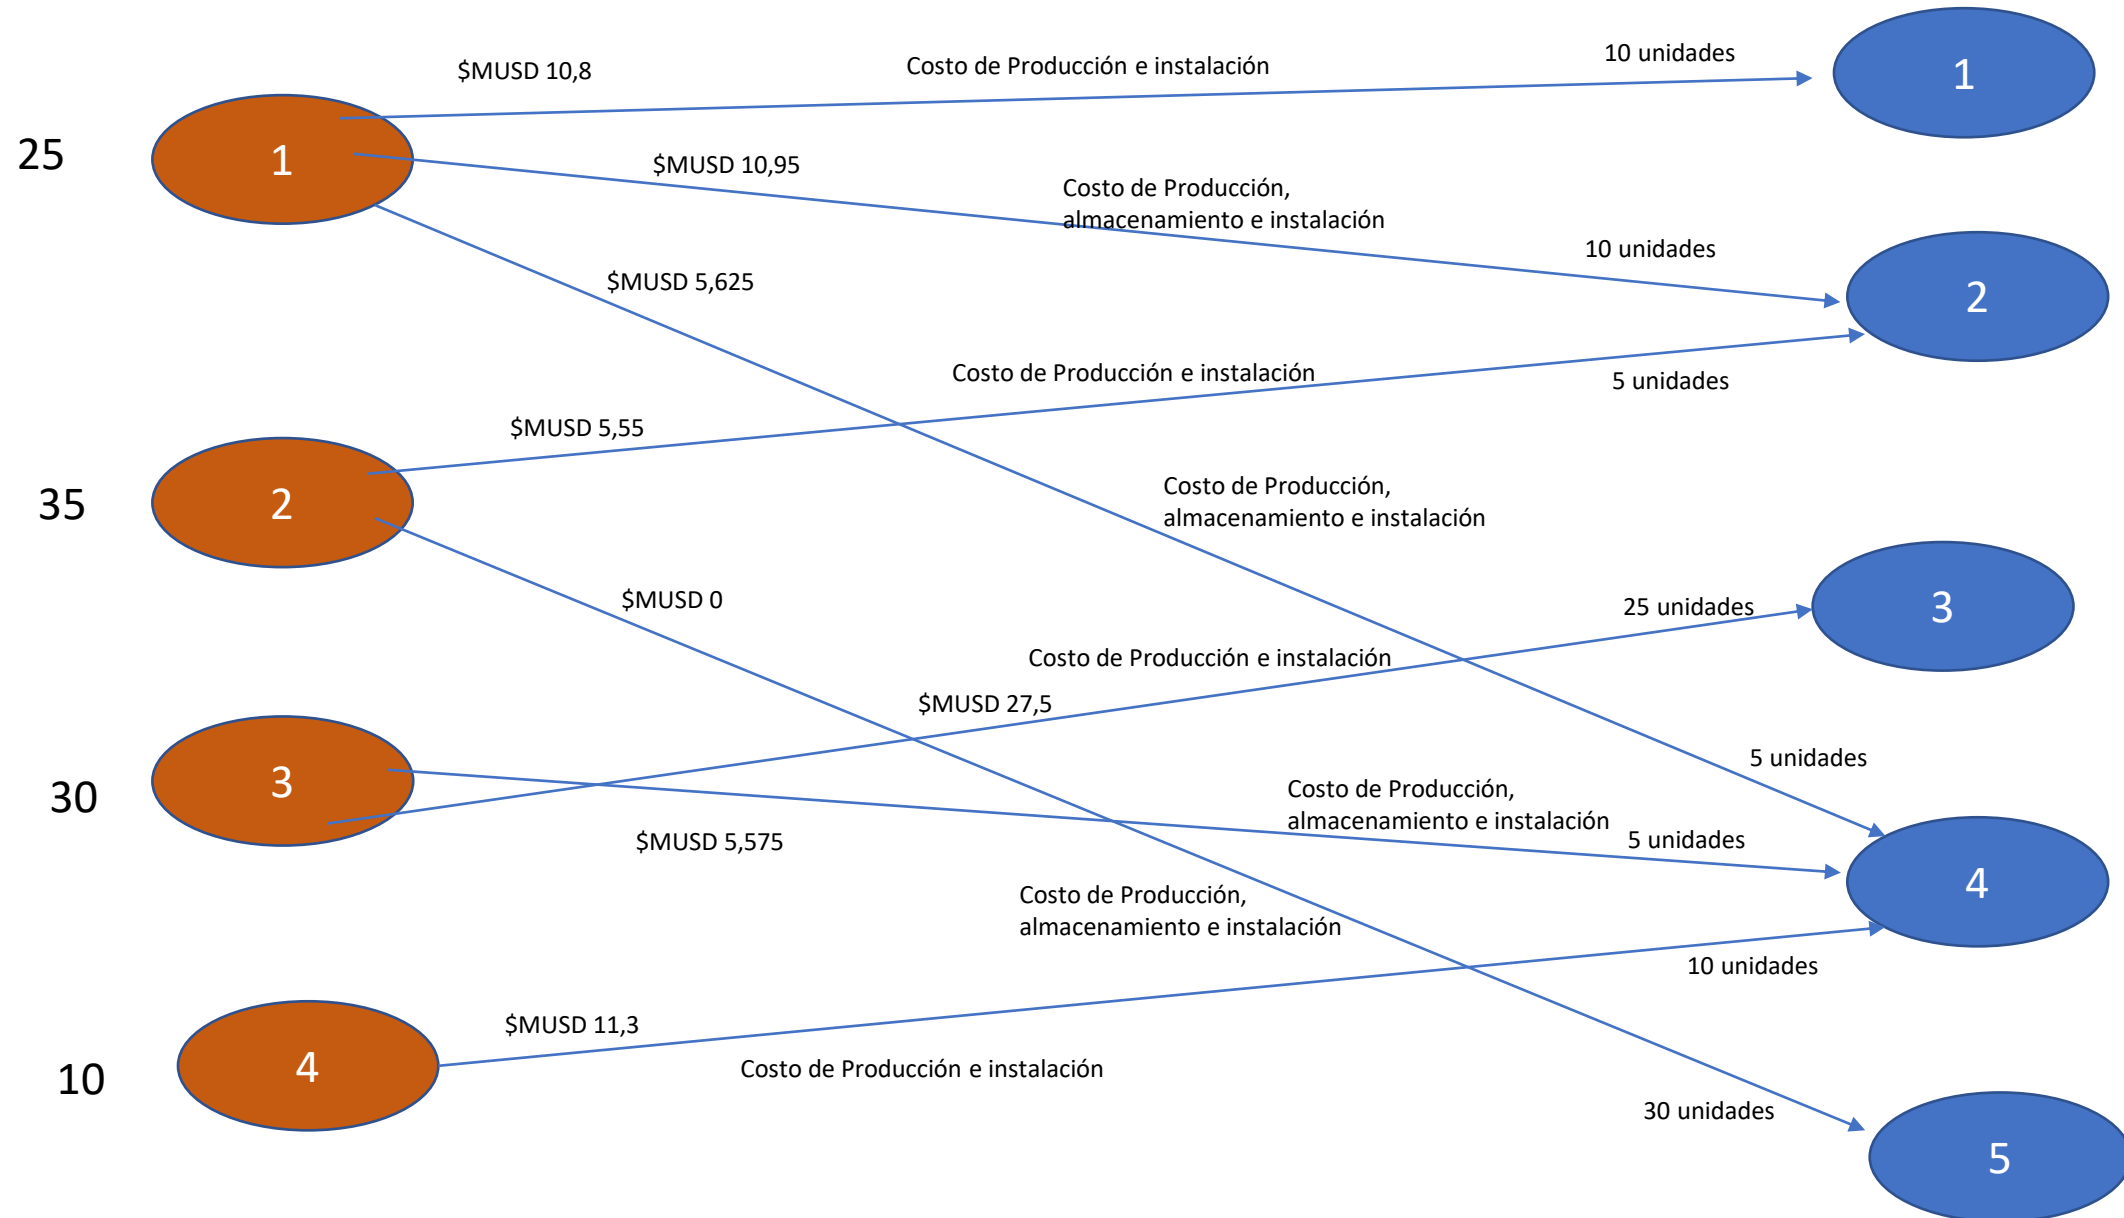 $MUSD 10,8
Costo de Producción e instalación
10 unidades
1
25
1
$MUSD 10,95
Costo de Producción,
almacenamiento e instalación
10 unidades
2
$MUSD 5,625
Costo de Producción e instalación
5 unidades
$MUSD 5,55
35
2
Costo de Producción,
almacenamiento e instalación
$MUSD 0
25 unidades
3
Costo de Producción e instalación
$MUSD 27,5
30
3
5 unidades
Costo de Producción,
almacenamiento e instalación
5 unidades
$MUSD 5,575
4
Costo de Producción,
almacenamiento e instalación
10 unidades
$MUSD 11,3
10
4
Costo de Producción e instalación
30 unidades
5